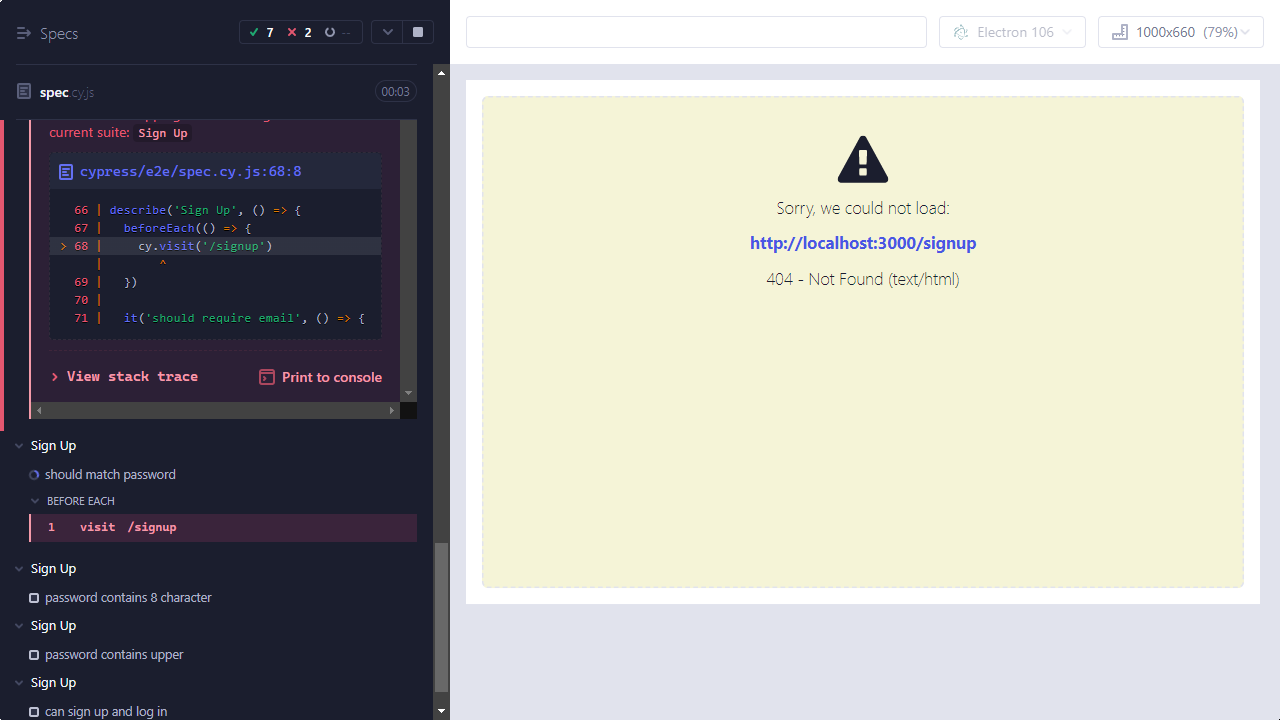 Specs
7 2 --
Electron 106
1000x660 (79%)
spec.cy.js
00:03
current suite: Sign Up
cypress/e2e/spec.cy.js:68:8
66 | describe('Sign Up', () => {
67 | beforeEach(() => {
> 68 | cy.visit('/signup')
| ^
69 | })
70 |
71 | it('should require email', () => {
> View stack trace
Print to console
Sign Up
should match password
BEFORE EACH
1 visit /signup
Sign Up
password contains 8 character
Sign Up
password contains upper
Sign Up
can sign up and log in
Sorry, we could not load:
http://localhost:3000/signup
404 - Not Found (text/html)